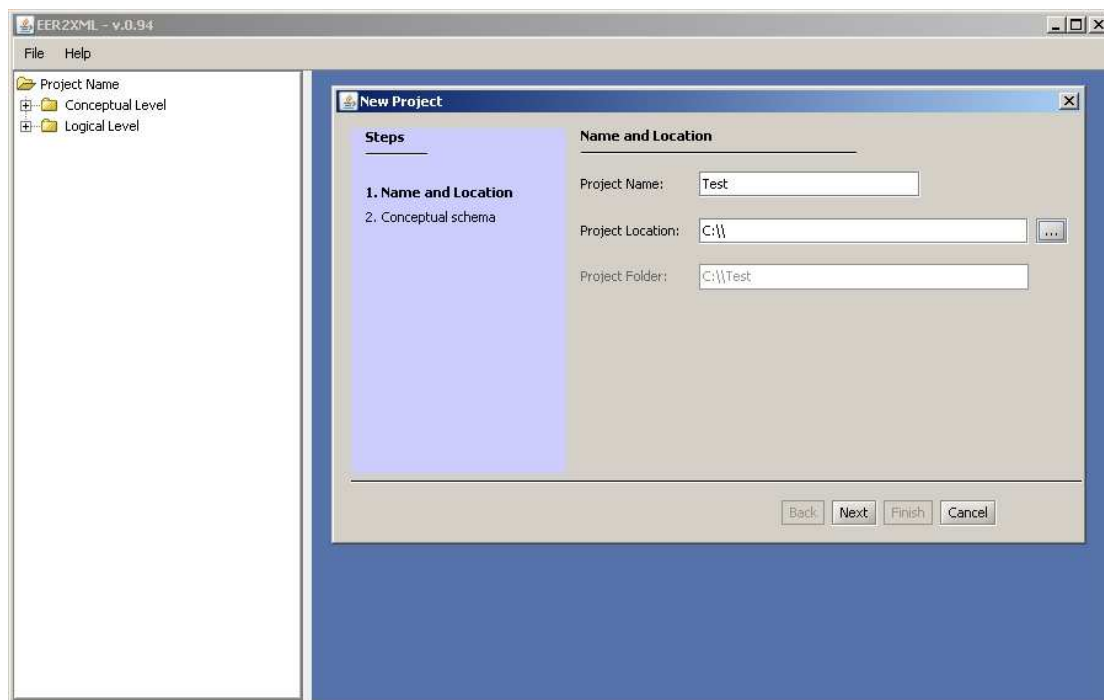 EER2XML - v.0.94
File Help
Project Name
Conceptual Level
Logical Level
New Project
Steps
1. Name and Location
2. Conceptual schema
Name and Location
Project Name: Test
Project Location: C:\\ ...
Project Folder: C:\\Test
Back Next Finish Cancel